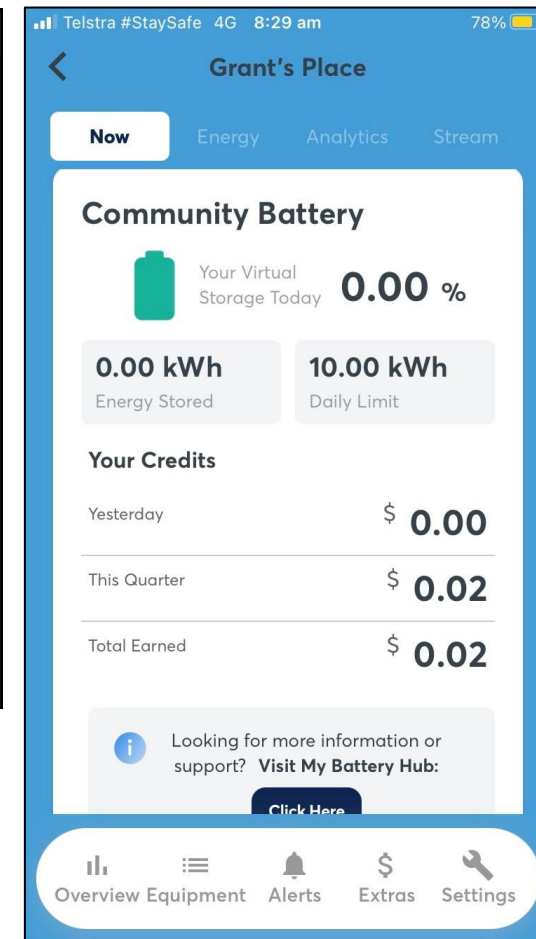 Telstra #StaySafe 4G 8:29 am 78%
Grant's Place
Now Energy Analytics Stream
Community Battery
Your Virtual
Storage Today 0.00 %
0.00 kWh 10.00 kWh
Energy Stored Daily Limit
Your Credits
Yesterday $ 0.00
This Quarter $ 0.02
Total Earned $ 0.02
Looking for more information or
support? Visit My Battery Hub:
Click Here
Overview Equipment Alerts Extras Settings